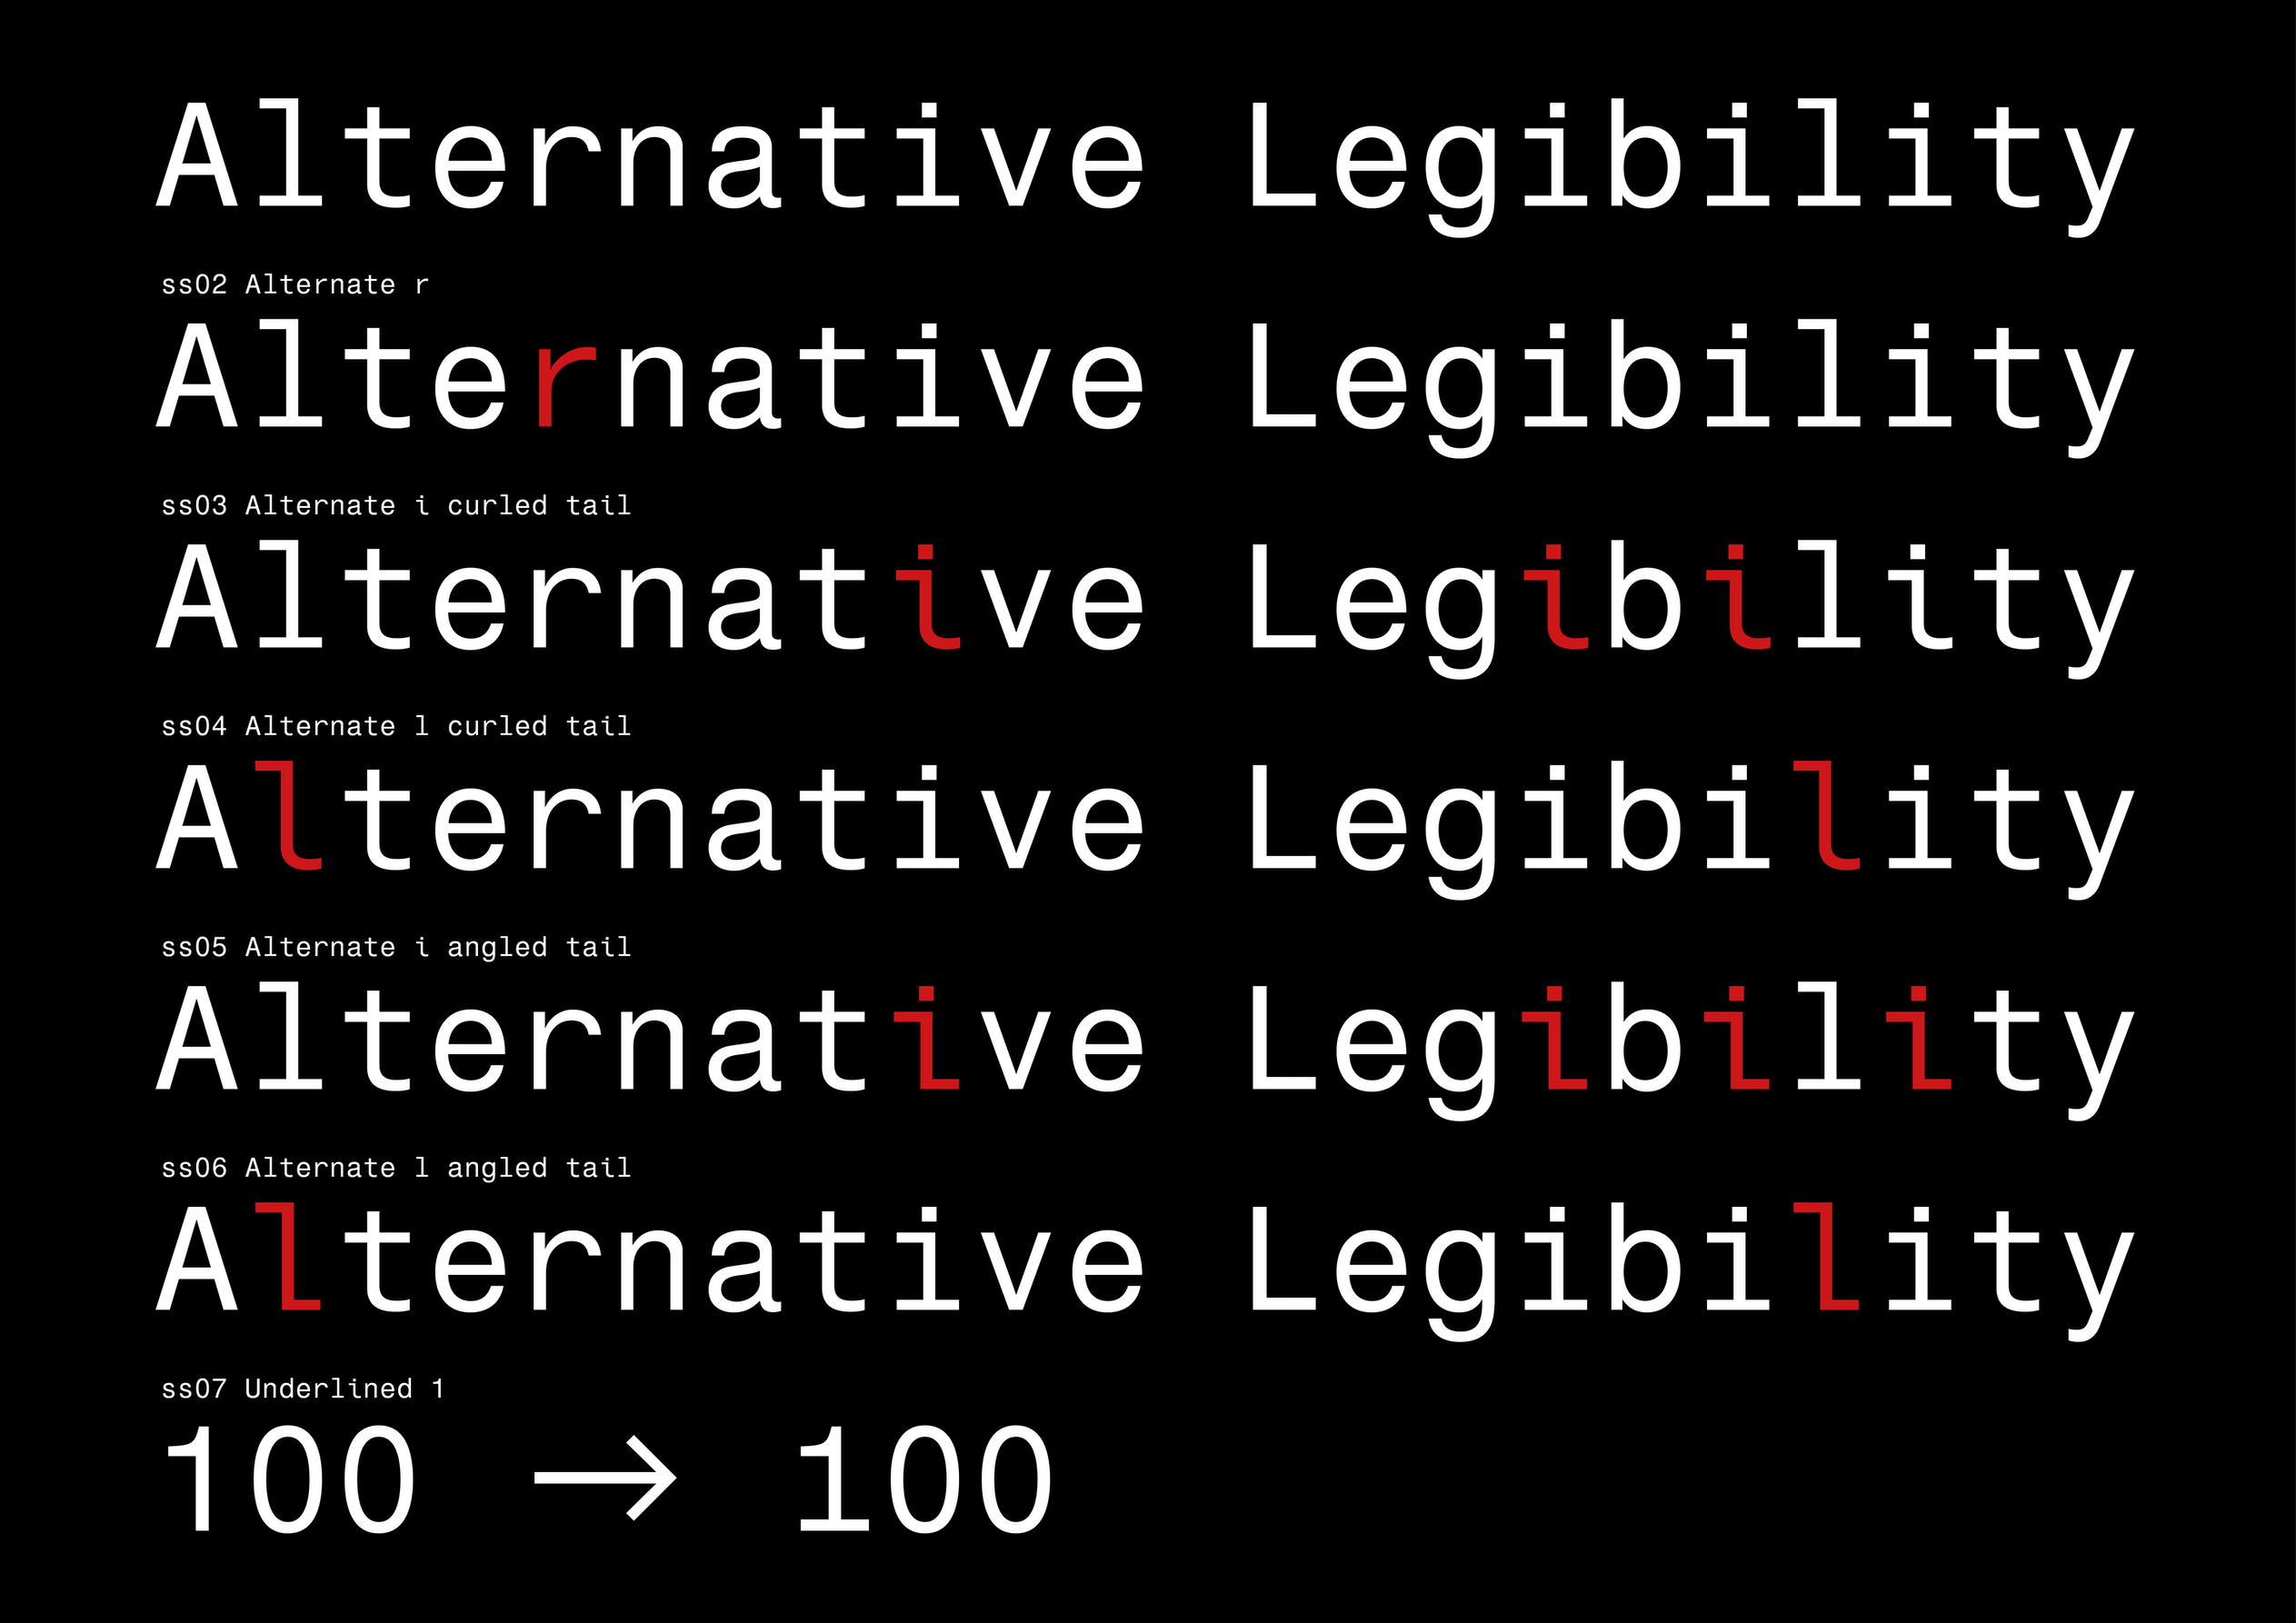 Alternative Legibility
ss02 Alternate r
Alternative Legibility
ss03 Alternate i curled tail
Alternative Legibility
ss04 Alternate l curled tail
Alternative Legibility
ss05 Alternate i angled tail
Alternative Legibility
ss06 Alternate l angled tail
Alternative Legibility
ss07 Underlined 1
100 → 100